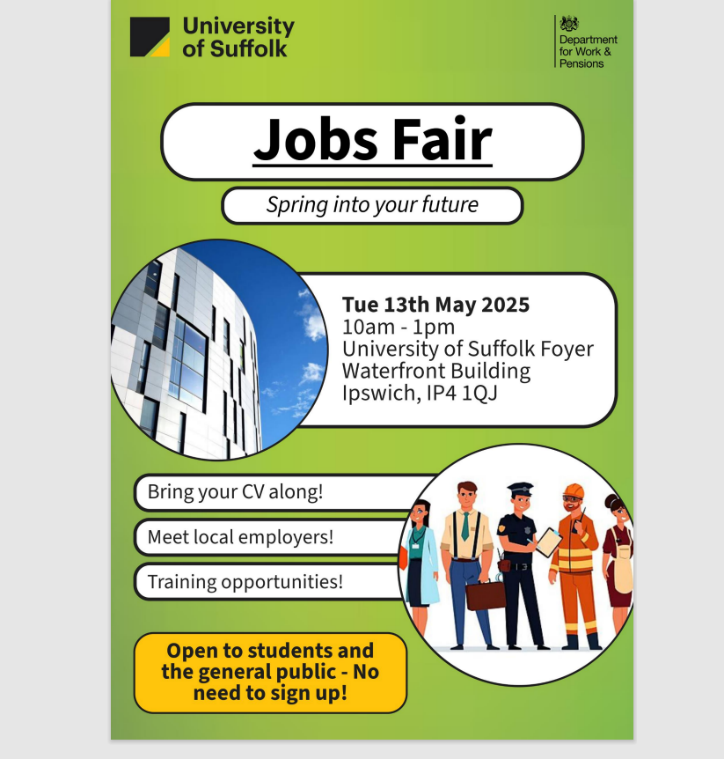 University
of Suffolk
Department
for Work &
Pensions
Jobs Fair
Spring into your future
Tue 13th May 2025
10am - 1pm
University of Suffolk Foyer
Waterfront Building
Ipswich, IP4 1QJ
Bring your CV along!
Meet local employers!
Training opportunities!
Open to students and
the general public - No
need to sign up!